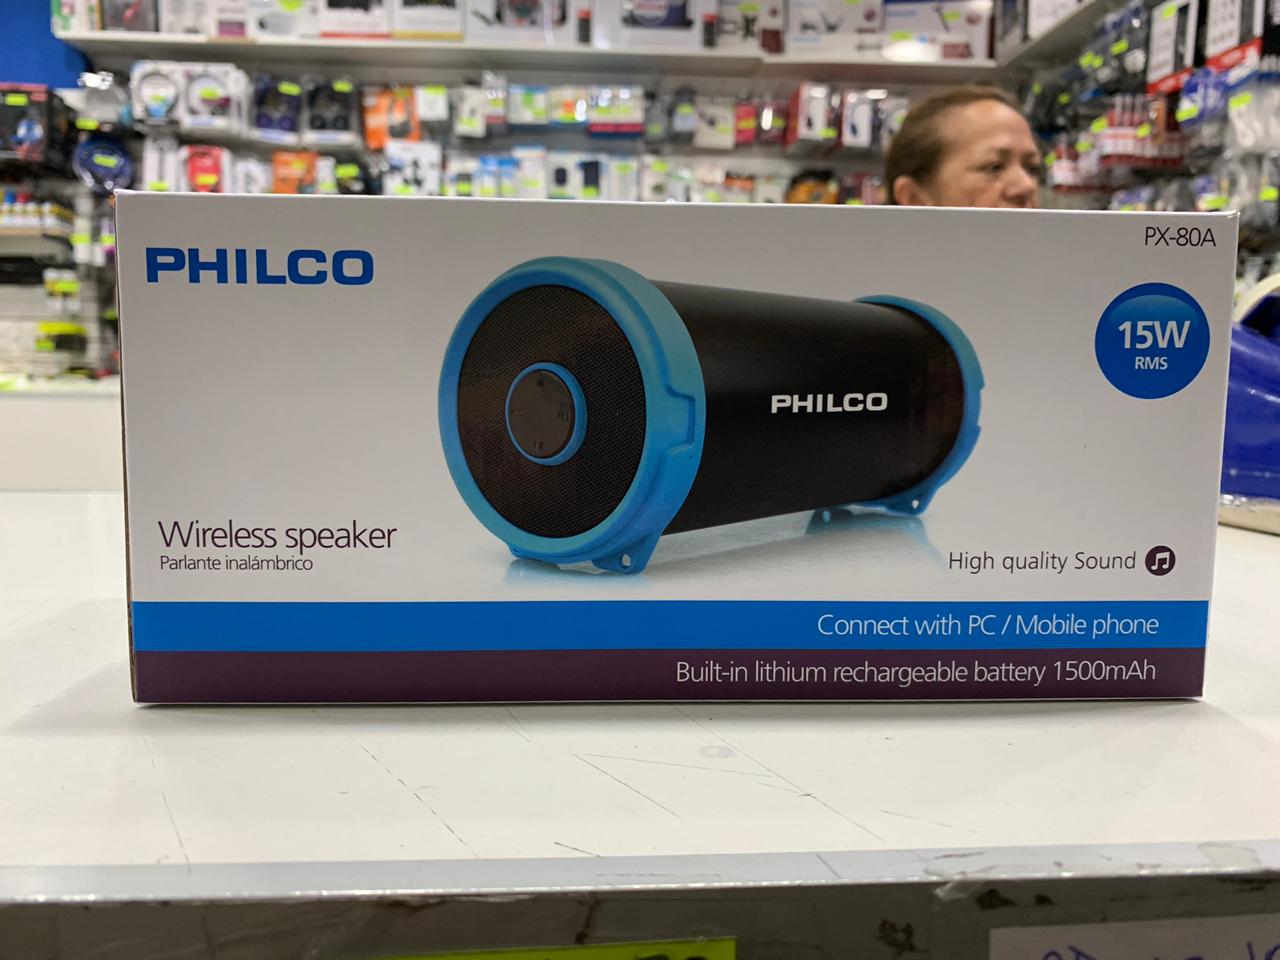 PHILCO
PX-80A
15W
RMS
PHILCO
Wireless speaker
Parlante inalámbrico
High quality Sound
Connect with PC / Mobile phone
Built-in lithium rechargeable battery 1500mAh